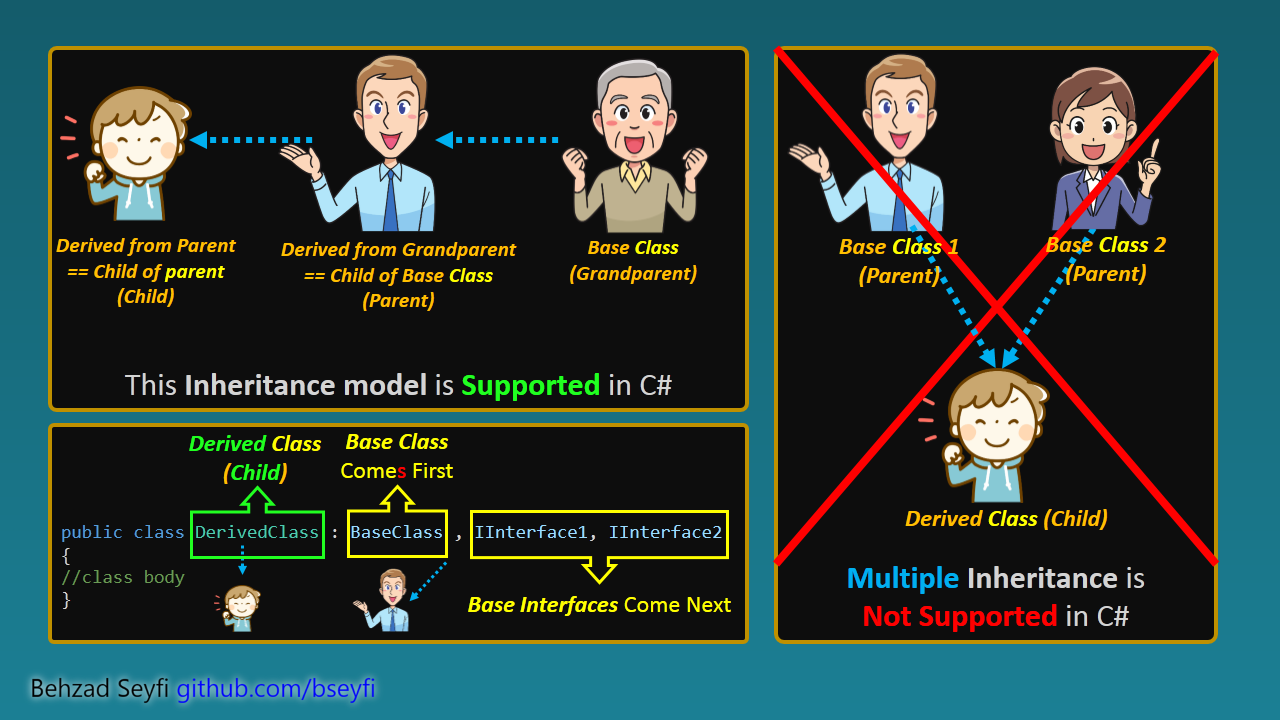 Derived from Parent
== Child of parent
(Child)
Derived from Grandparent
== Child of Base Class
(Parent)
Base Class
(Grandparent)
This Inheritance model is Supported in C#
Derived Class
(Child)
Base Class
Comes First
public class DerivedClass : BaseClass , IInterface1, IInterface2
{
//class body
}
Base Interfaces Come Next
Base Class 1
(Parent)
Base Class 2
(Parent)
Derived Class (Child)
Multiple Inheritance is
Not Supported in C#
Behzad Seyfi github.com/bseyfi